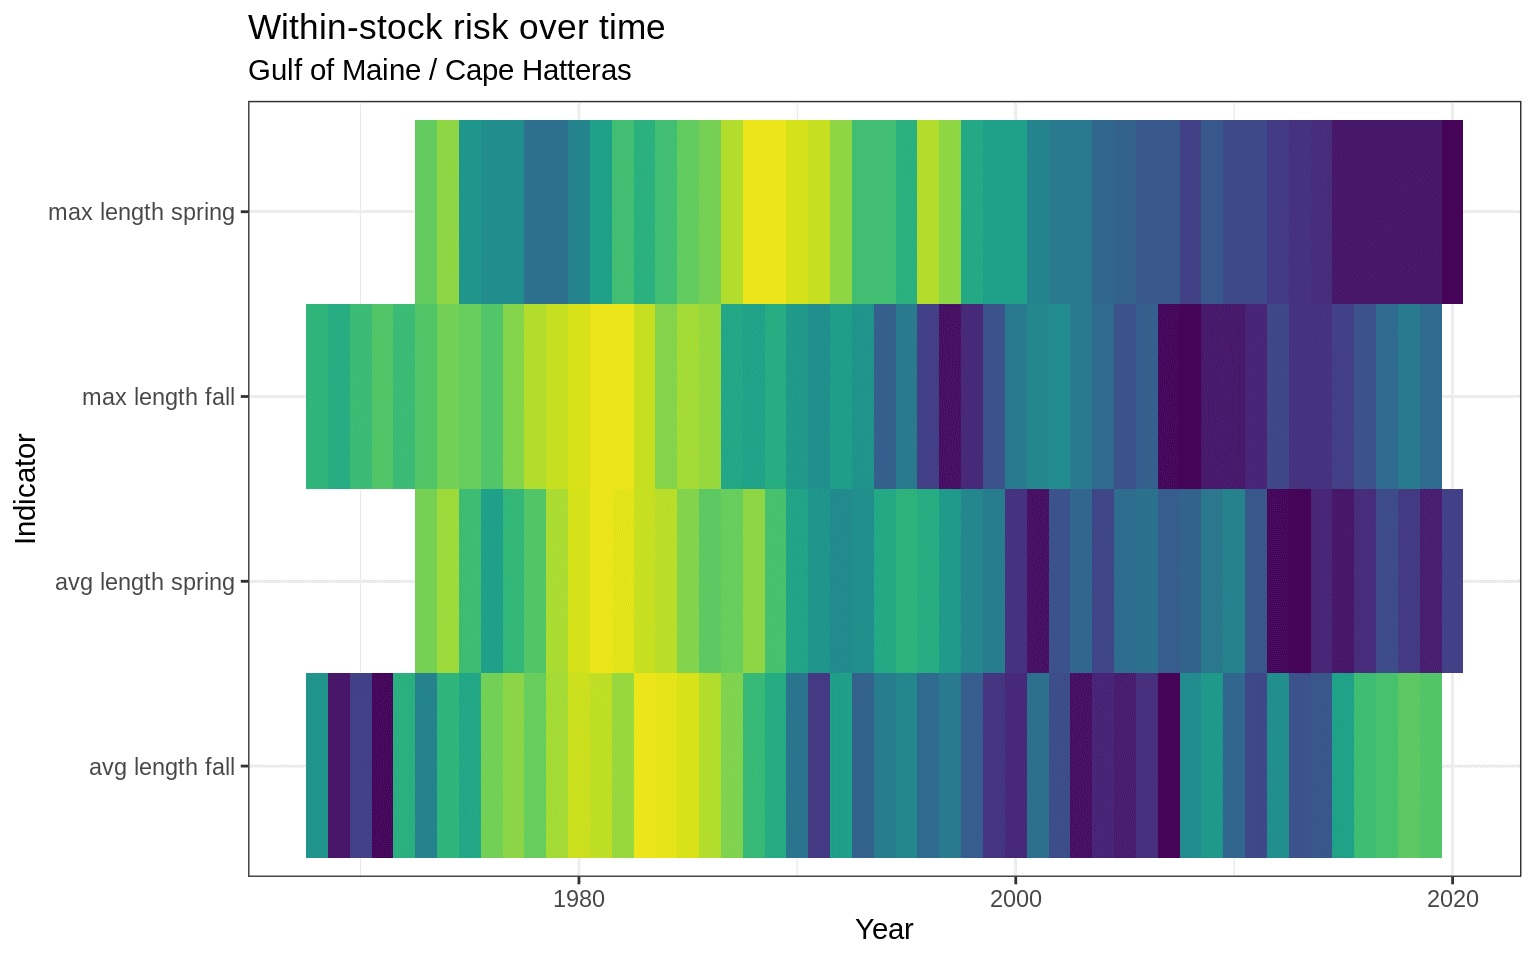 Within-stock risk over time
Gulf of Maine / Cape Hatteras
Indicator
max length spring
max length fall
avg length spring
avg length fall
1980
2000
2020
Year